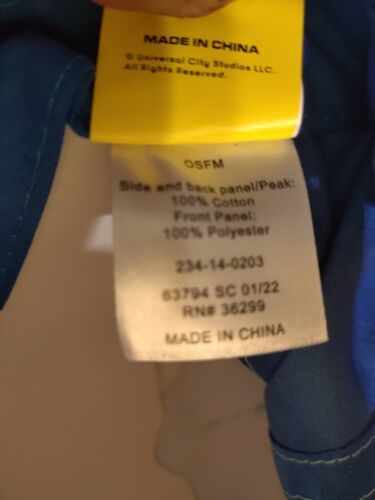 MADE IN CHINA
© Universal City Studios LLC.
All Rights Reserved.
OSFM
Side and back panel/Peak:
100% Cotton
Front Panel:
100% Polyester
234-14-0203
63794 SC 01/22
RN# 36299
MADE IN CHINA